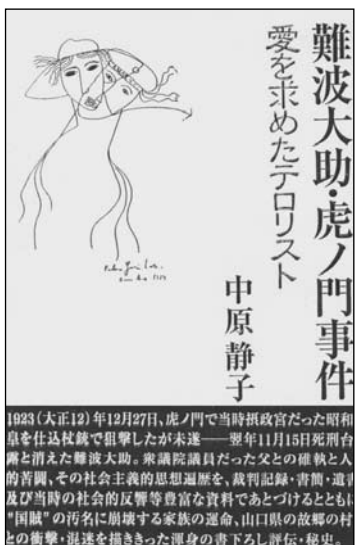 難波大助・虎ノ門事件
愛を求めたテロリスト
中原静子
1923(大正12)年12月27日、虎ノ門で当時摂政宮だった昭和
皇を仕込杖銃で狙撃したが未遂――翌年11月15日死刑台
露と消えた難波大助。衆議院議員だった父との確執と人
的苦闘、その社会主義的思想遍歴を、裁判記録・書簡・遺書
及び当時の社会的反響等豊富な資料であとづけるととも
"国賊"の汚名に崩壊する家族の運命、山口県の故郷の村
との衝撃・混迷を描ききった渾身の書下ろし評伝・秘史。